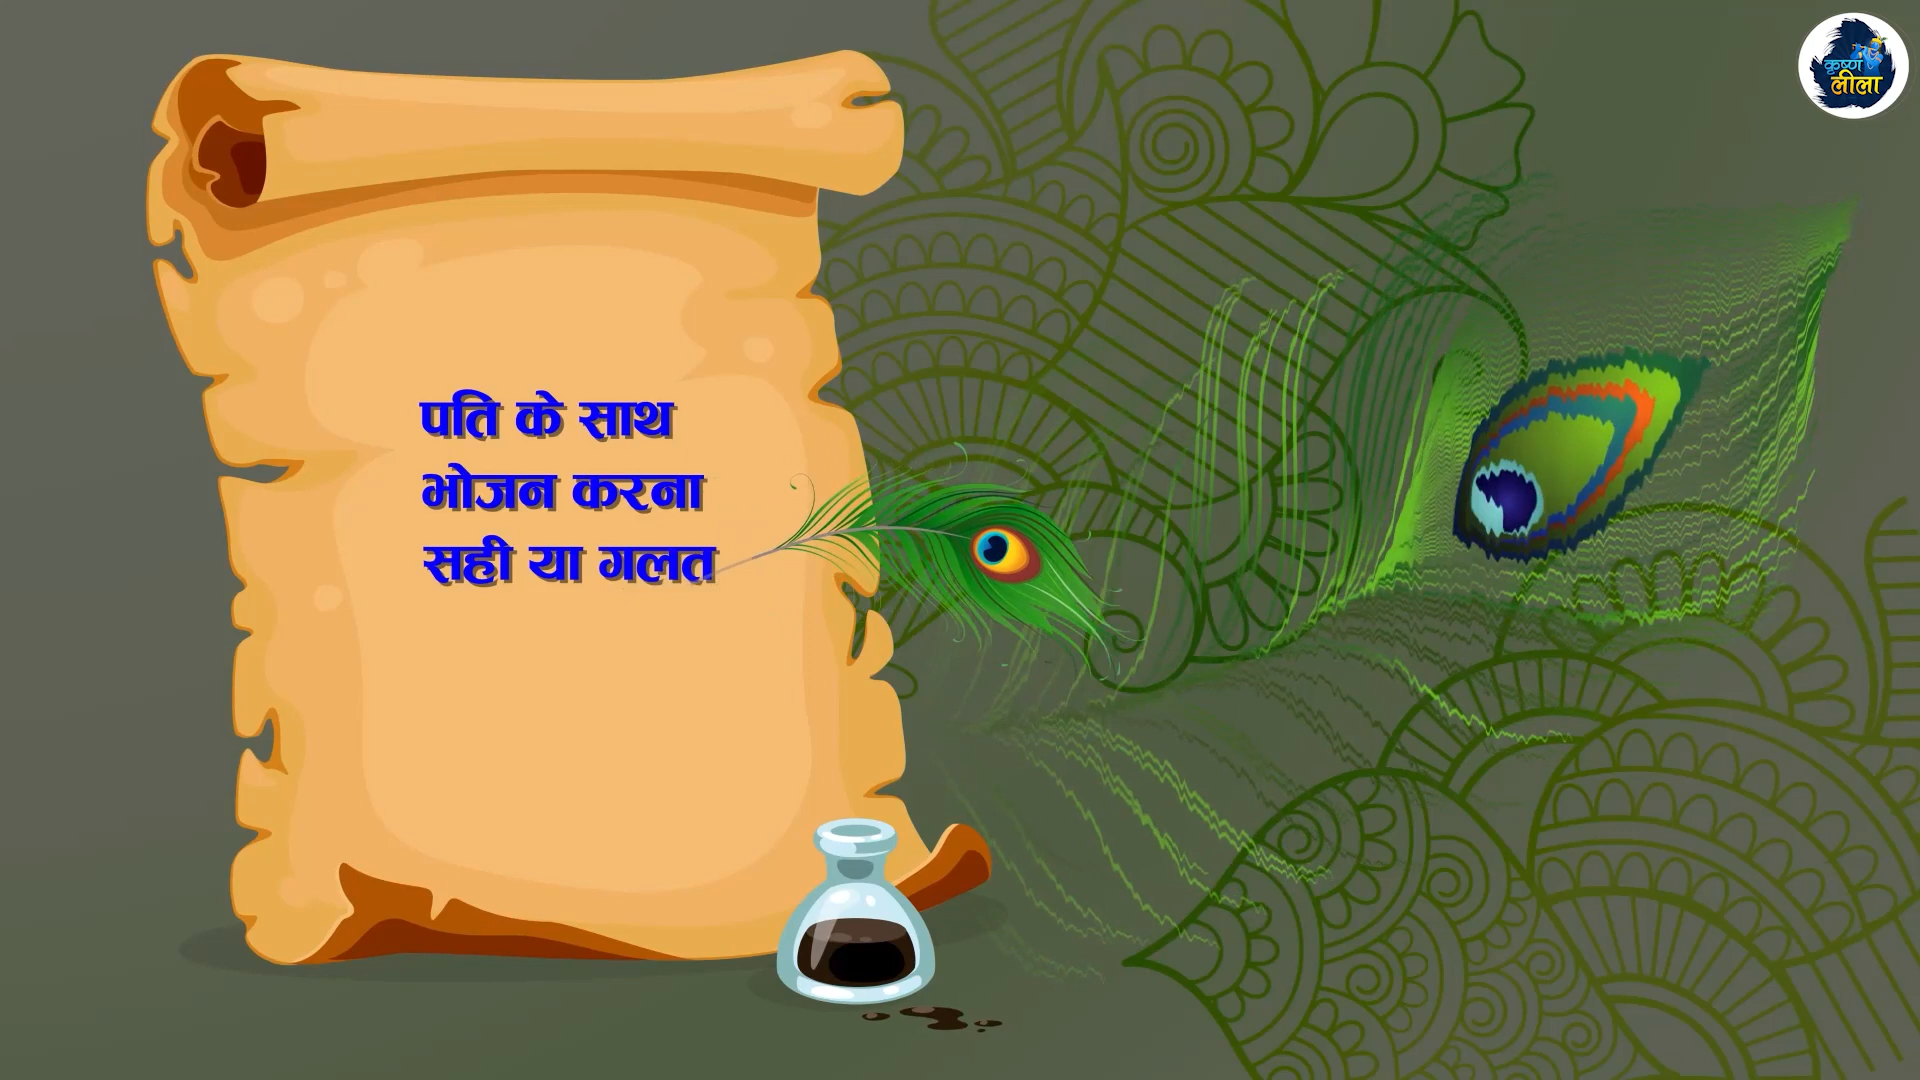 पति के साथ
भोजन करना
सही या गलत
कृष्ण
लीला